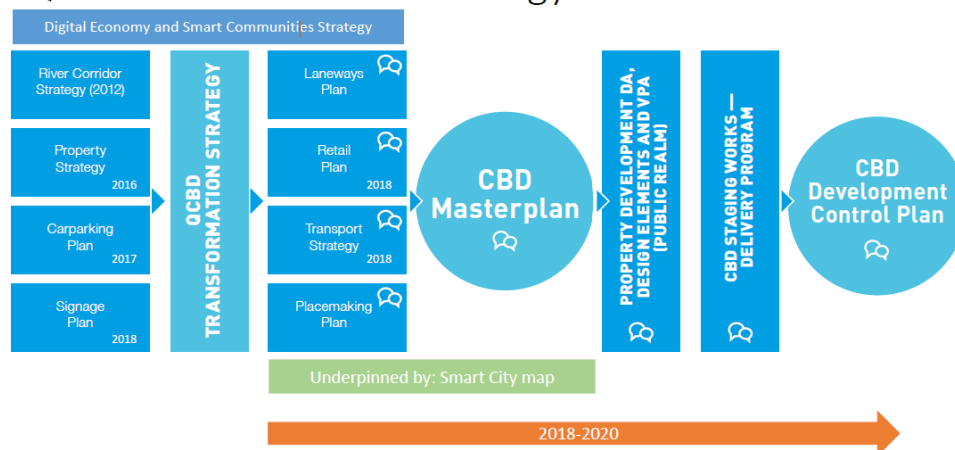 Digital Economy and Smart Communities Strategy
River Corridor
Strategy (2012)
Property
Strategy
2016
Carparking
Plan
2017
Signage
Plan
2018
QCBD
TRANSFORMATION STRATEGY
Laneways
Plan
Retail
Plan
2018
Transport
Strategy
2018
Placemaking
Plan
CBD
Masterplan
PROPERTY DEVELOPMENT DA,
DESIGN ELEMENTS AND VPA
(PUBLIC REALM)
CBD STAGING WORKS —
DELIVERY PROGRAM
CBD
Development
Control Plan
Underpinned by: Smart City map
2018-2020